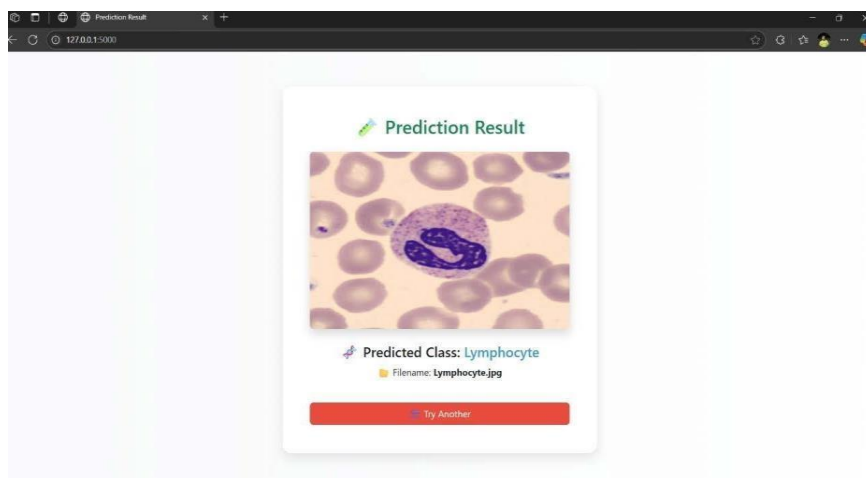 Prediction Result
127.0.0.1:5000
Prediction Result
Predicted Class: Lymphocyte
Filename: Lymphocyte.jpg
Try Another